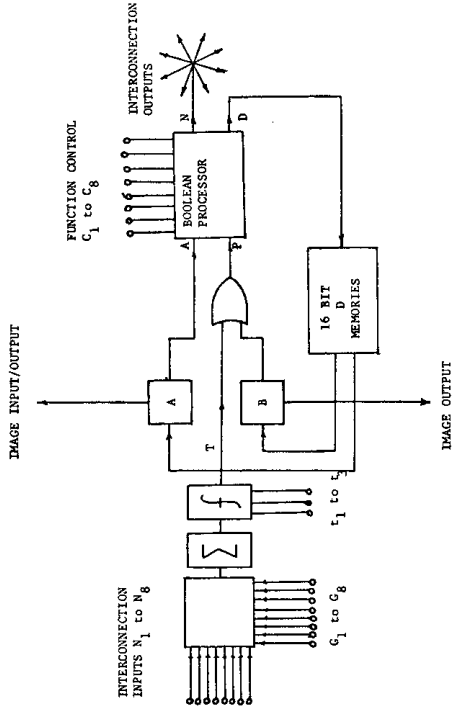 IMAGE INPUT/OUTPUT
FUNCTION CONTROL
C1 to C8
INTERCONNECTION
OUTPUTS
INTERCONNECTION
INPUTS N1 to N8
A
A
N
BOOLEAN
PROCESSOR
T
P
D
Σ
∫
B
16 BIT
D
MEMORIES
t1 to t3
G1 to G8
IMAGE OUTPUT